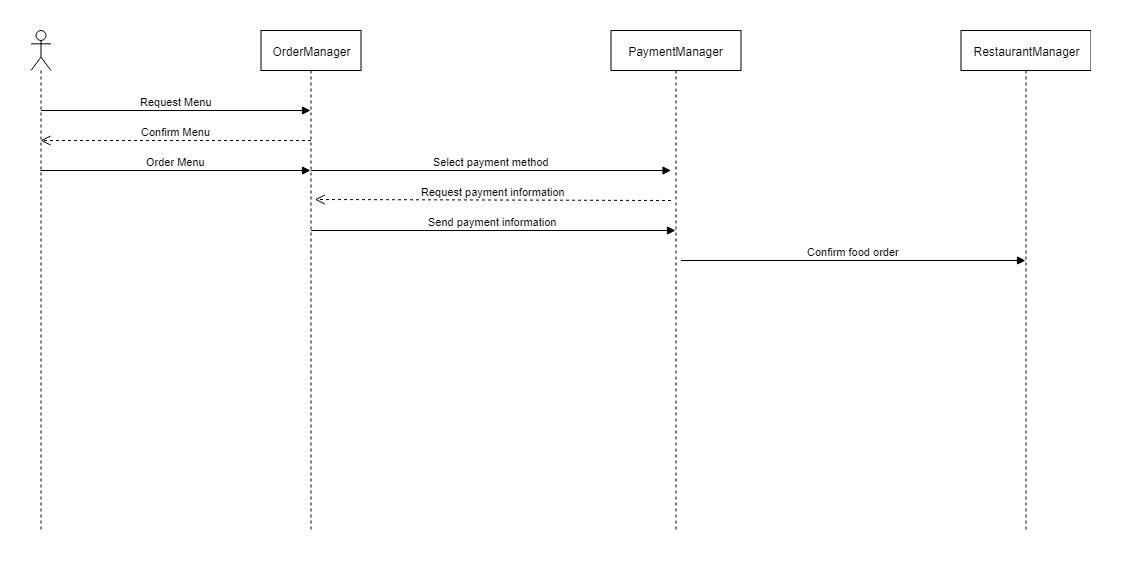 OrderManager
PaymentManager
RestaurantManager
Request Menu
Confirm Menu
Order Menu
Select payment method
Request payment information
Send payment information
Confirm food order